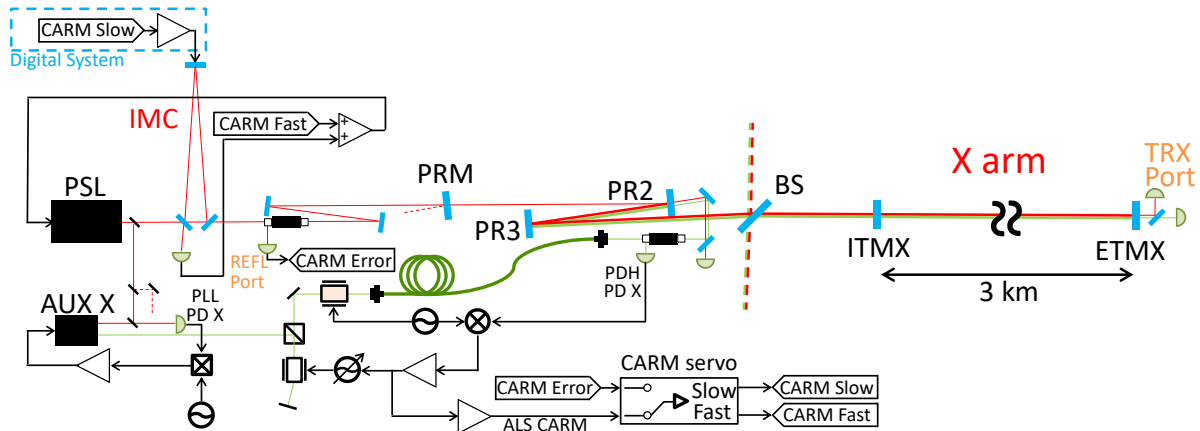 CARM Slow
Digital System
IMC
CARM Fast
+
+
PSL
PRM
PR2
PR3
BS
X arm
TRX
Port
ITMX
ETMX
3 km
REFL
Port
CARM Error
PDH
PD X
AUX X
PLL
PD X
CARM servo
CARM Error
Slow
Fast
CARM Slow
CARM Fast
ALS CARM